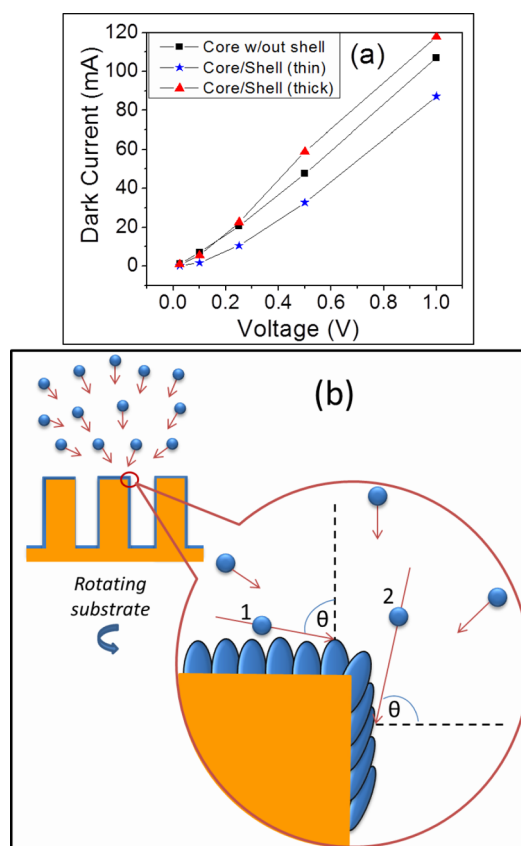 120
100
80
60
40
20
0
Dark Current (mA)
Core w/out shell
Core/Shell (thin)
Core/Shell (thick)
(a)
0.0 0.2 0.4 0.6 0.8 1.0
Voltage (V)
(b)
Rotating
substrate
1
θ
2
θ